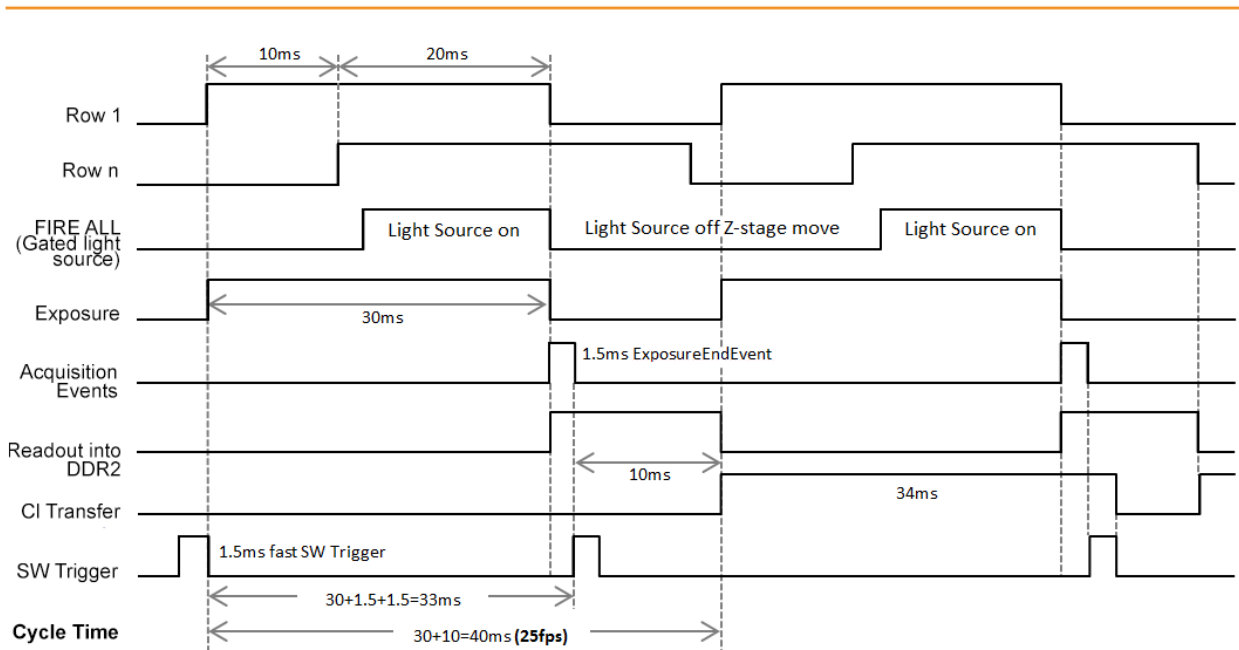 10ms
20ms
Row 1
Row n
FIRE ALL
(Gated light
source)
Light Source on
Light Source off Z-stage move
Light Source on
Exposure
30ms
1.5ms ExposureEndEvent
Acquisition
Events
Readout into
DDR2
10ms
34ms
CI Transfer
1.5ms fast SW Trigger
SW Trigger
30+1.5+1.5=33ms
Cycle Time
30+10=40ms (25fps)